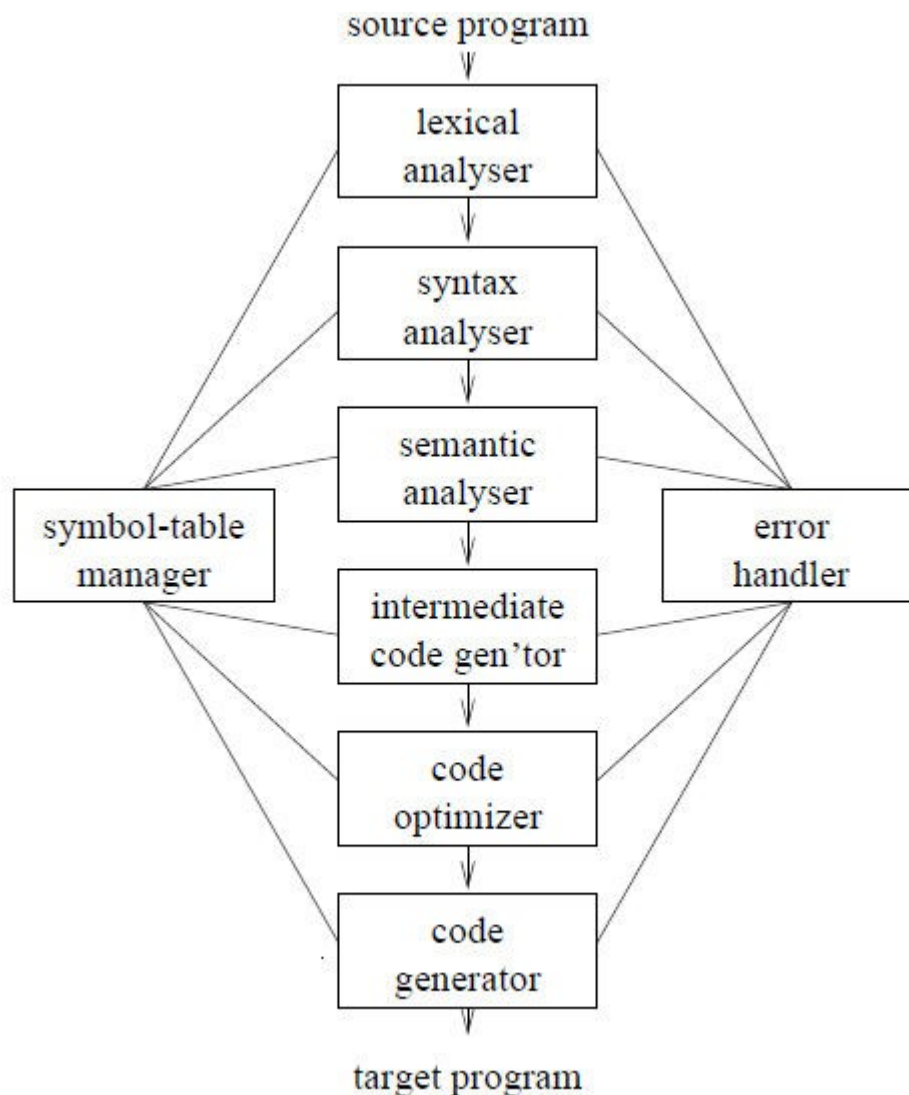 source program
lexical
analyser
syntax
analyser
semantic
analyser
symbol-table
manager
error
handler
intermediate
code gen'tor
code
optimizer
code
generator
target program